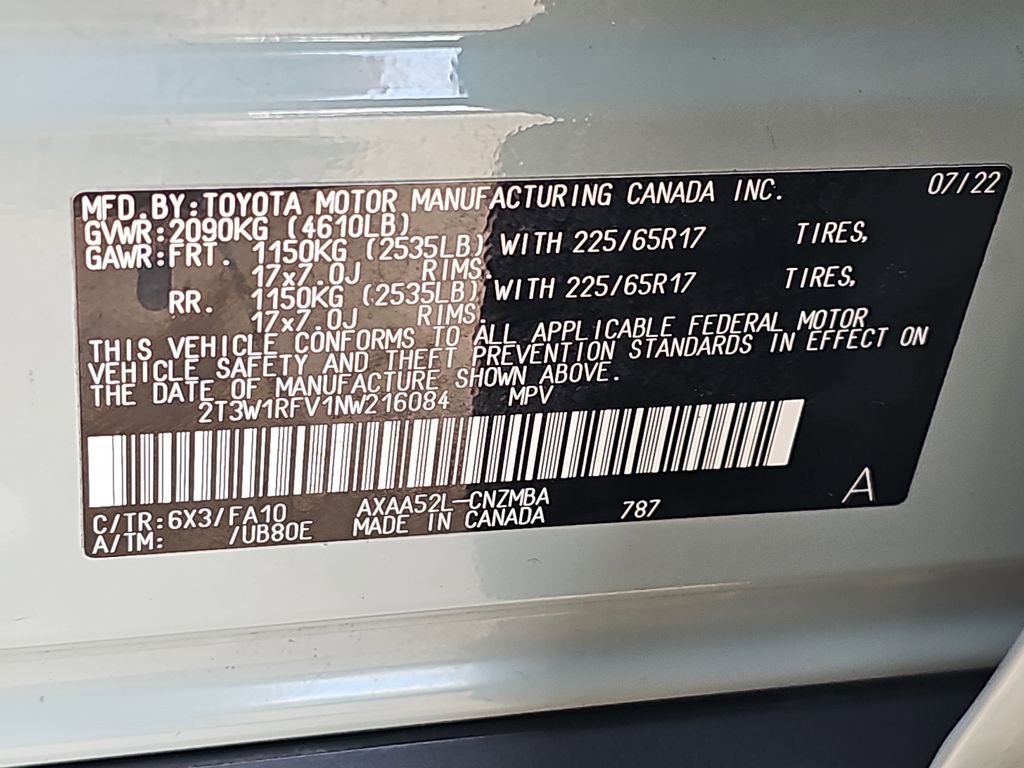 MFD.BY:TOYOTA MOTOR MANUFACTURING CANADA INC. 07/22
GVWR:2090KG (4610LB)
GAWR:FRT. 1150KG (2535LB) WITH 225/65R17 TIRES,
17x7.0J RIMS.
RR. 1150KG (2535LB) WITH 225/65R17 TIRES,
17x7.0J RIMS.
THIS VEHICLE CONFORMS TO ALL APPLICABLE FEDERAL MOTOR
VEHICLE SAFETY AND THEFT PREVENTION STANDARDS IN EFFECT ON
THE DATE OF MANUFACTURE SHOWN ABOVE.
2T3W1RFV1NW216084 MPV
C/TR:6X3/FA10 AXAA52L-CNZMBA 787 A
A/TM: /UB80E MADE IN CANADA